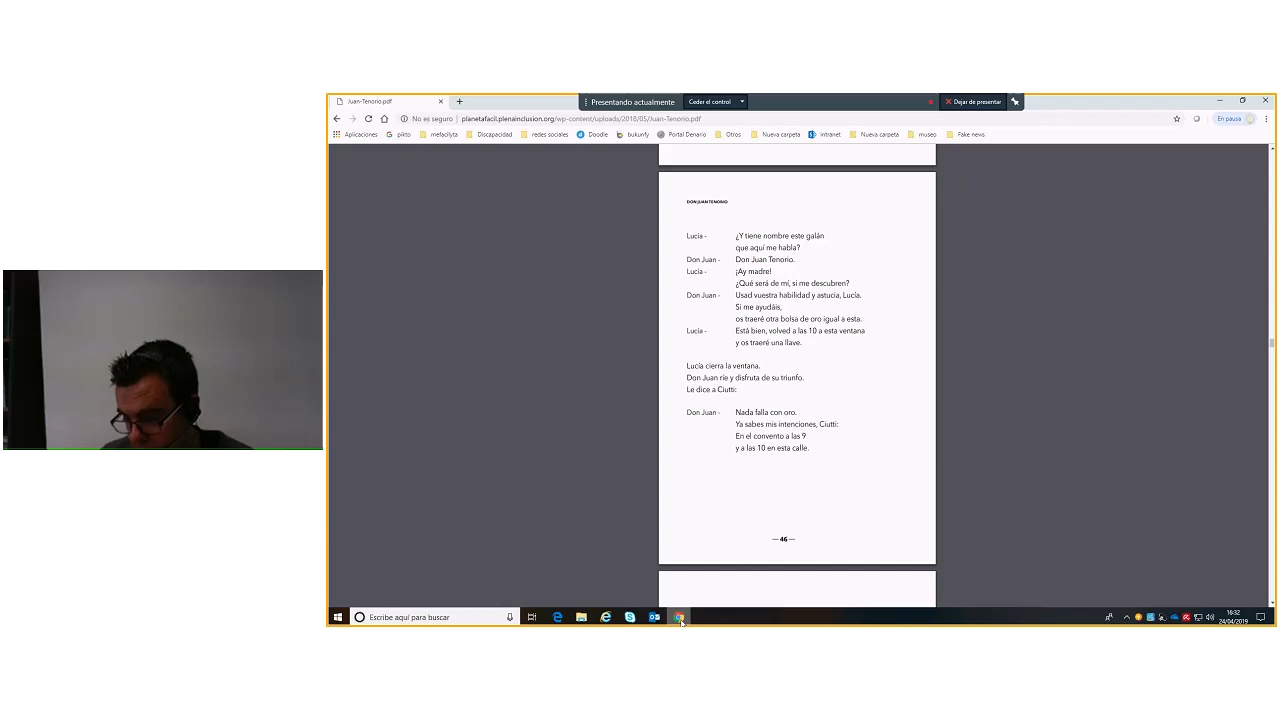 Juan-Tenorio.pdf
Presentando actualmente
Ceder el control
Dejar de presentar
No es seguro
planetafacil.plenainclusion.org/wp-content/uploads/2018/05/Juan-Tenorio.pdf
En pausa
Aplicaciones
piikto
mefacilyta
Discapacidad
redes sociales
Doodle
bukunfy
Portal Denario
Otros
Nueva carpeta
intranet
Nueva carpeta
museo
Fake news
DON JUAN TENORIO
Lucía - ¿Y tiene nombre este galán
que aquí me habla?
Don Juan - Don Juan Tenorio.
Lucía - ¡Ay madre!
¿Qué será de mí, si me descubren?
Don Juan - Usad vuestra habilidad y astucia, Lucía.
Si me ayudáis,
os traeré otra bolsa de oro igual a esta.
Lucía - Está bien, volved a las 10 a esta ventana
y os traeré una llave.
Lucía cierra la ventana.
Don Juan ríe y disfruta de su triunfo.
Le dice a Ciutti:
Don Juan - Nada falla con oro.
Ya sabes mis intenciones, Ciutti:
En el convento a las 9
y a las 10 en esta calle.
— 46 —
Escribe aquí para buscar
16:32
24/04/2019